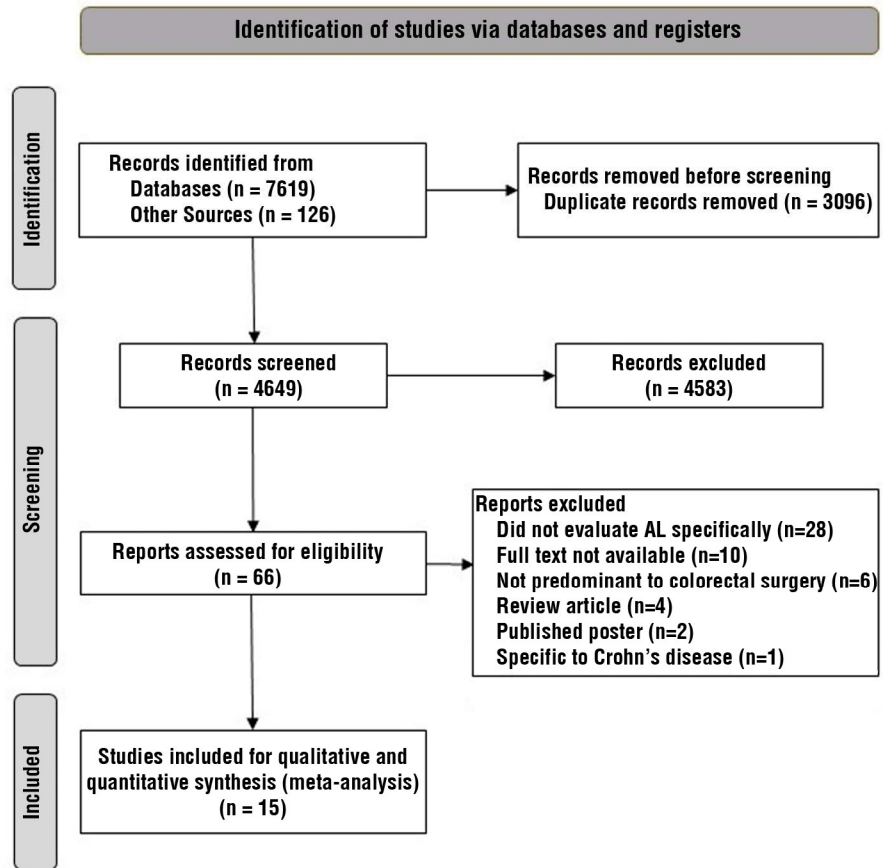 Identification of studies via databases and registers
Identification
Records identified from
Databases (n = 7619)
Other Sources (n = 126)
Records removed before screening
Duplicate records removed (n = 3096)
Screening
Records screened
(n = 4649)
Records excluded
(n = 4583)
Reports assessed for eligibility
(n = 66)
Reports excluded
Did not evaluate AL specifically (n=28)
Full text not available (n=10)
Not predominant to colorectal surgery (n=6)
Review article (n=4)
Published poster (n=2)
Specific to Crohn’s disease (n=1)
Included
Studies included for qualitative and
quantitative synthesis (meta-analysis)
(n = 15)